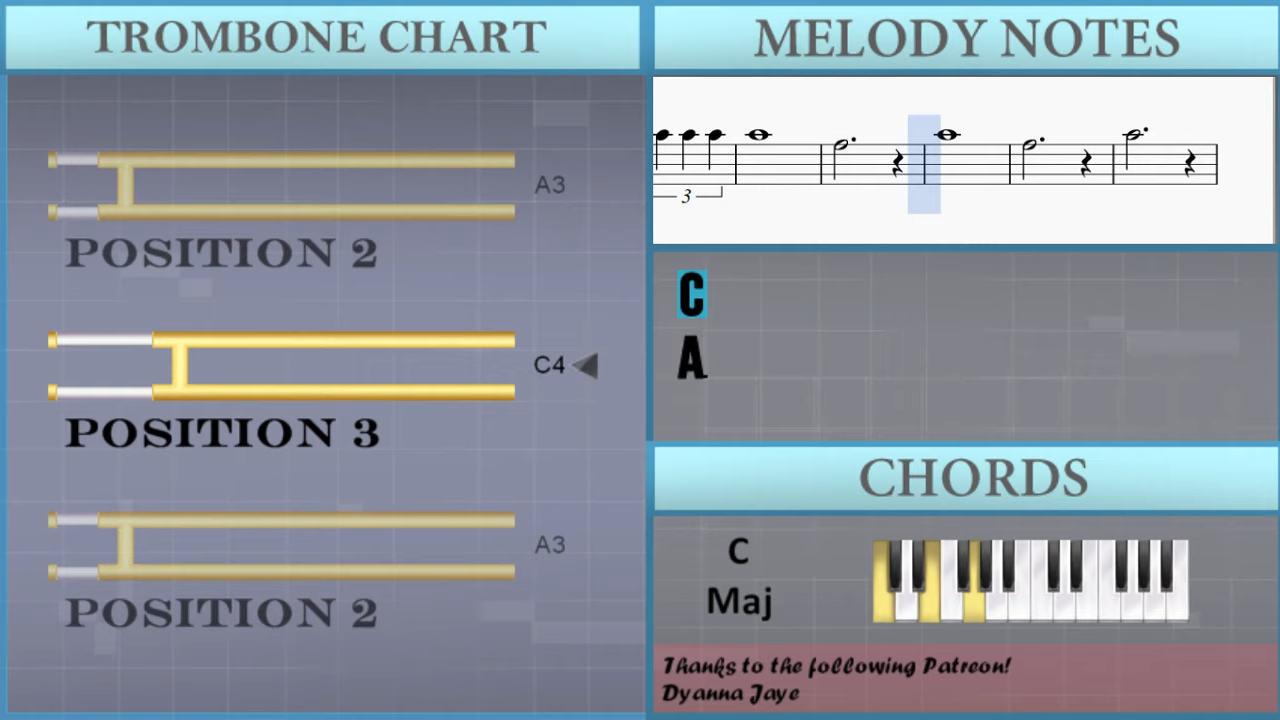 TROMBONE CHART
A3
POSITION 2
C4
POSITION 3
A3
POSITION 2
MELODY NOTES
3
C
A
CHORDS
C
Maj
Thanks to the following Patreon!
Dyanna Jaye